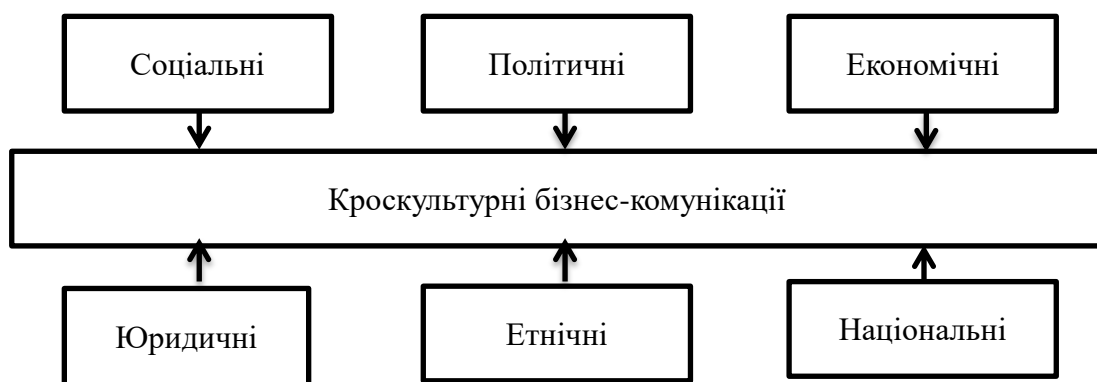 Соціальні
Політичні
Економічні
Кроскультурні бізнес-комунікації
Юридичні
Етнічні
Національні